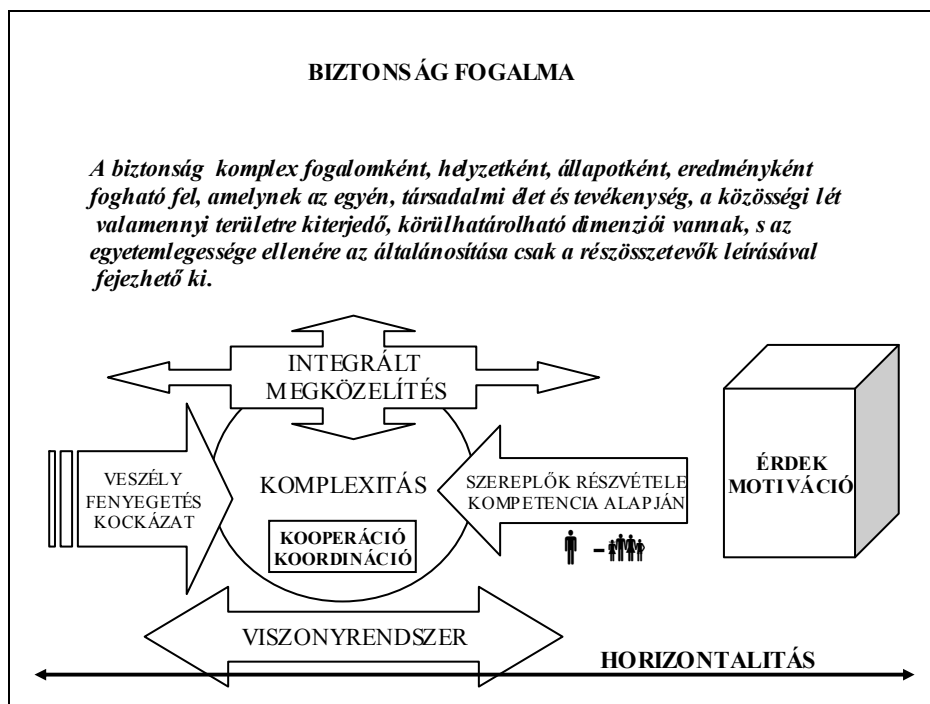 BIZTONSÁG FOGALMA
A biztonság komplex fogalomként, helyzetként, állapotként, eredményként
fogható fel, amelynek az egyén, társadalmi élet és tevékenység, a közösségi lét
valamennyi területre kiterjedő, körülhatárolható dimenziói vannak, s az
egyetemlegessége ellenére az általánosítása csak a részösszetevők leírásával
fejezhető ki.
INTEGRÁLT
MEGKÖZELÍTÉS
VESZÉLY
FENYEGETÉS
KOCKÁZAT
KOMPLEXITÁS
KOOPERÁCIÓ
KOORDINÁCIÓ
SZEREPLŐK RÉSZVÉTELE
KOMPETENCIA ALAPJÁN
ÉRDEK
MOTIVÁCIÓ
VISZONYRENDSZER
HORIZONTALITÁS